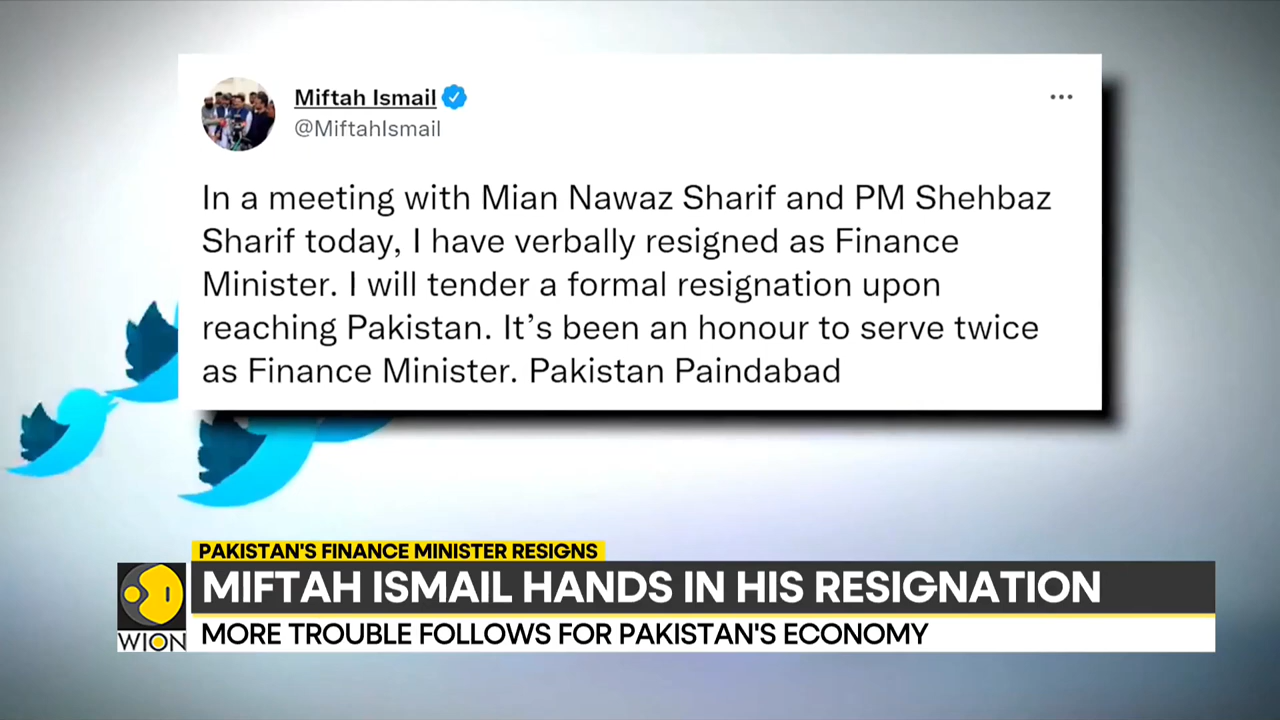 Miftah Ismail
@MiftahIsmail
In a meeting with Mian Nawaz Sharif and PM Shehbaz
Sharif today, I have verbally resigned as Finance
Minister. I will tender a formal resignation upon
reaching Pakistan. It’s been an honour to serve twice
as Finance Minister. Pakistan Paindabad
PAKISTAN'S FINANCE MINISTER RESIGNS
MIFTAH ISMAIL HANDS IN HIS RESIGNATION
WION
MORE TROUBLE FOLLOWS FOR PAKISTAN'S ECONOMY